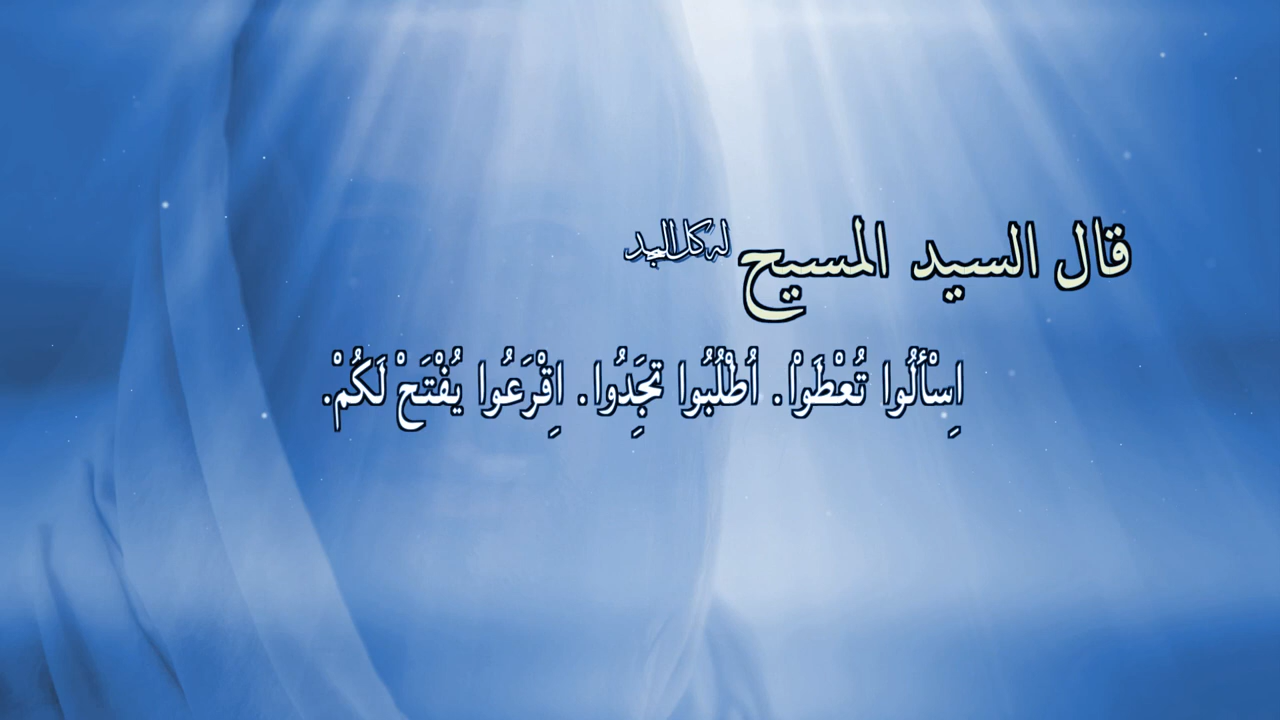 قال السيد المسيح له كل المجد
اِسْأَلُوا تُعْطَوْا. اُطْلُبُوا تَجِدُوا. اِقْرَعُوا يُفْتَحْ لَكُمْ.